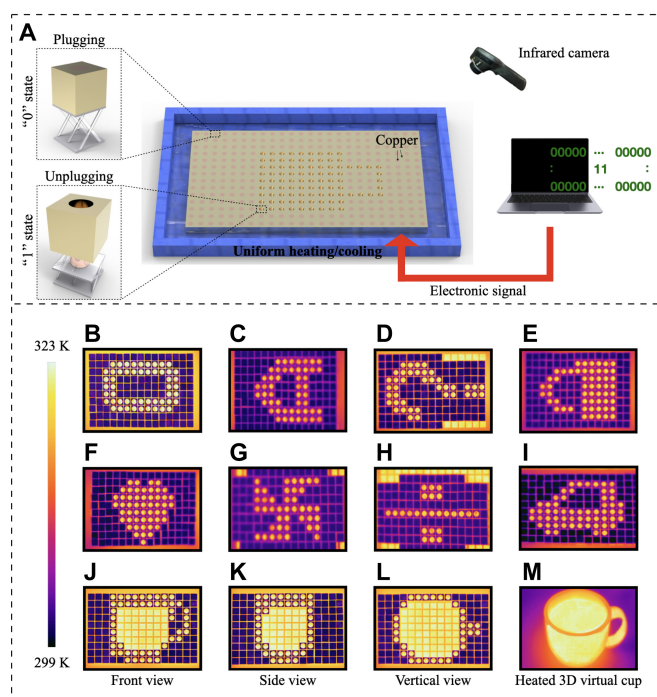 A
Plugging
"0" state
Unplugging
"1" state
Copper
Uniform heating/cooling
Infrared camera
00000 ··· 00000
: 11 :
00000 ··· 00000
Electronic signal
323 K
299 K
B
C
D
E
F
G
H
I
J
K
L
M
Front view
Side view
Vertical view
Heated 3D virtual cup